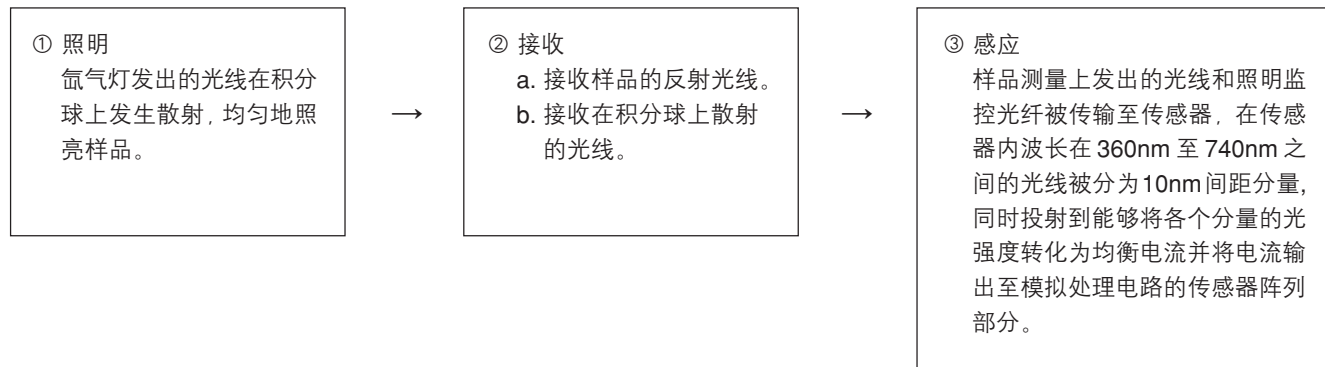 ① 照明
氙气灯发出的光线在积分
球上发生散射, 均匀地照
亮样品。
→
② 接收
a. 接收样品的反射光线。
b. 接收在积分球上散射
的光线。
→
③ 感应
样品测量上发出的光线和照明监
控光纤被传输至传感器, 在传感
器内波长在 360nm 至 740nm 之
间的光线被分为10nm间距分量,
同时投射到能够将各个分量的光
强度转化为均衡电流并将电流输
出至模拟处理电路的传感器阵列
部分。